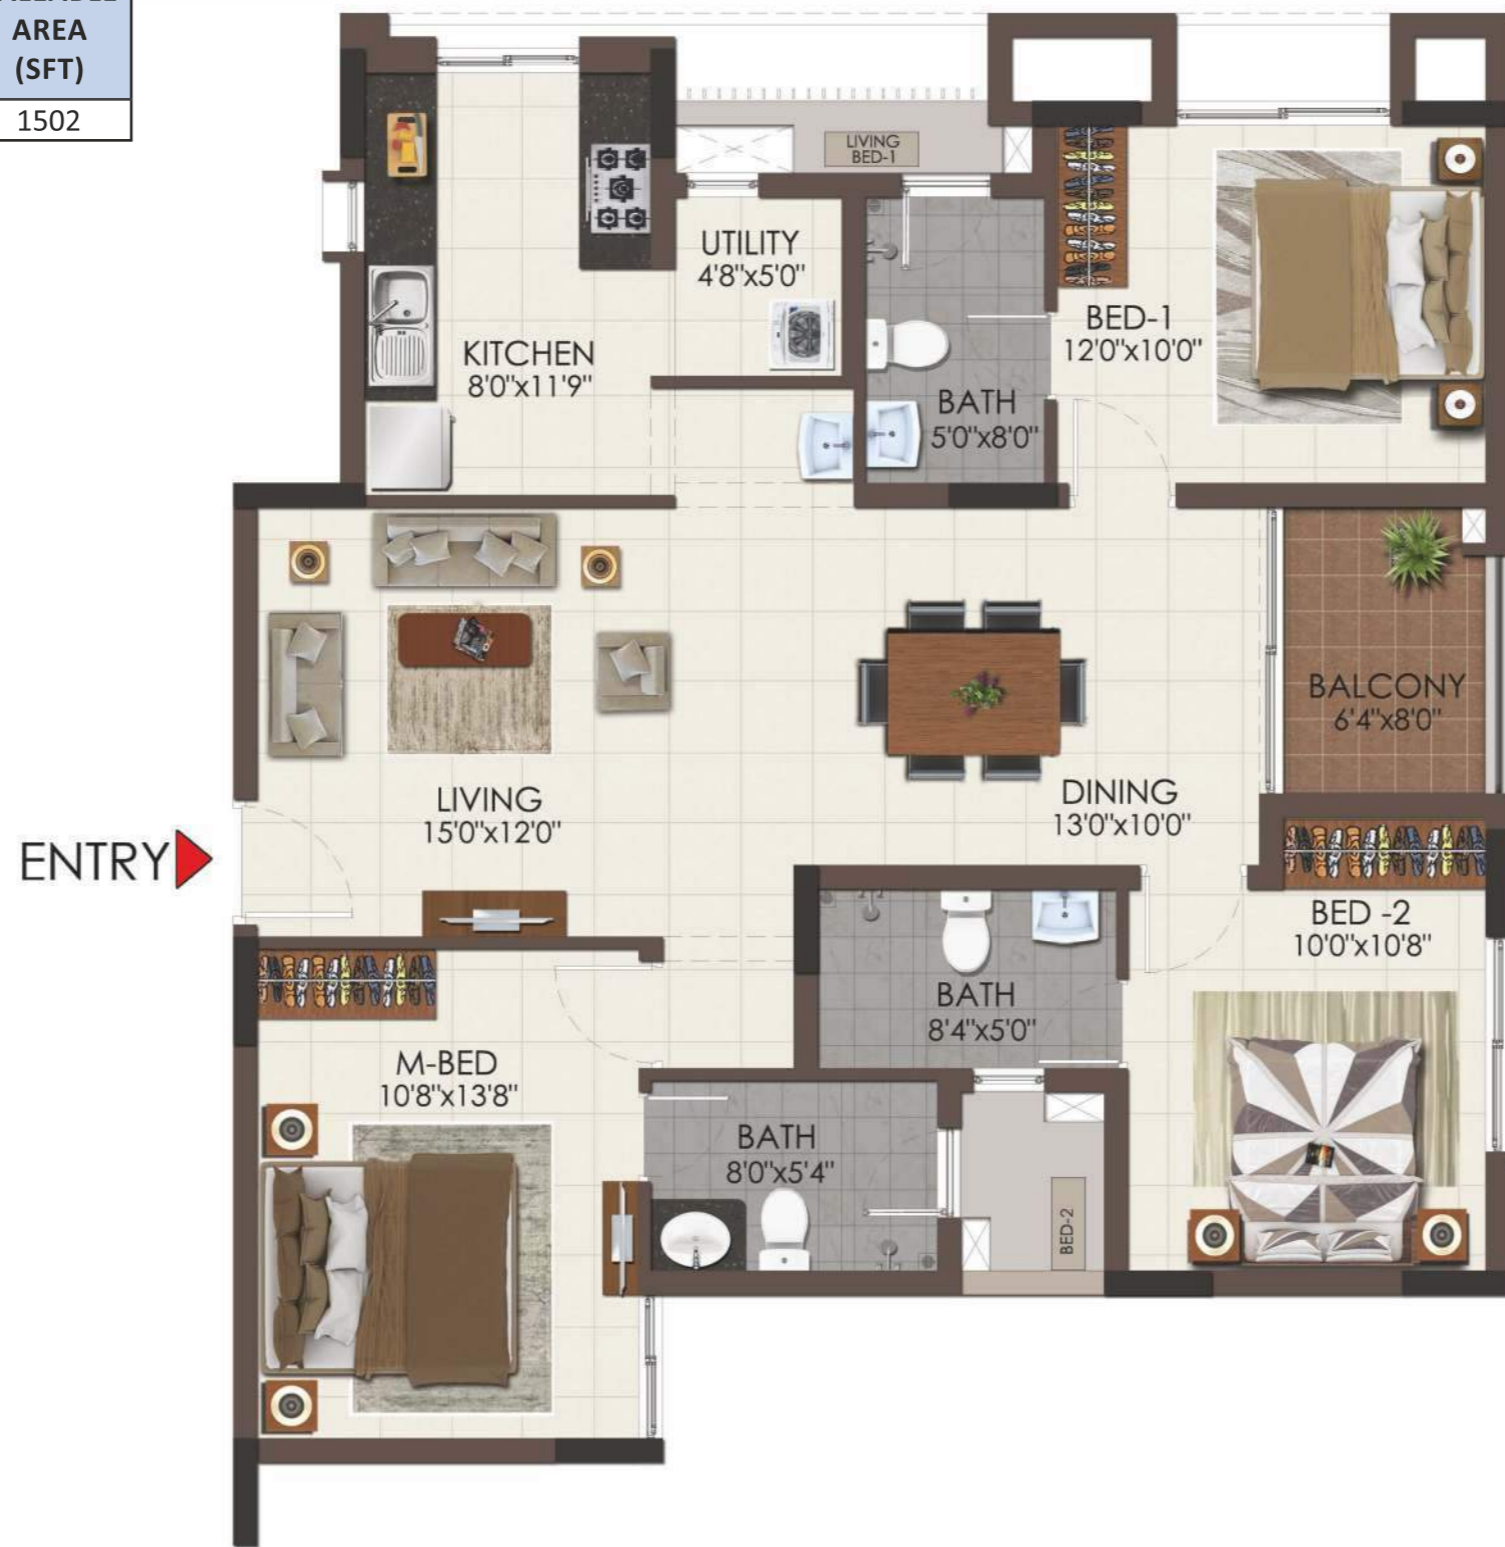 AREA
(SFT)
1502
LIVING
BED-1
UTILITY
4'8"x5'0"
KITCHEN
8'0"x11'9"
BED-1
12'0"x10'0"
BATH
5'0"x8'0"
BALCONY
6'4"x8'0"
LIVING
15'0"x12'0"
DINING
13'0"x10'0"
ENTRY
BED -2
10'0"x10'8"
BATH
8'4"x5'0"
M-BED
10'8"x13'8"
BATH
8'0"x5'4"
BED-2